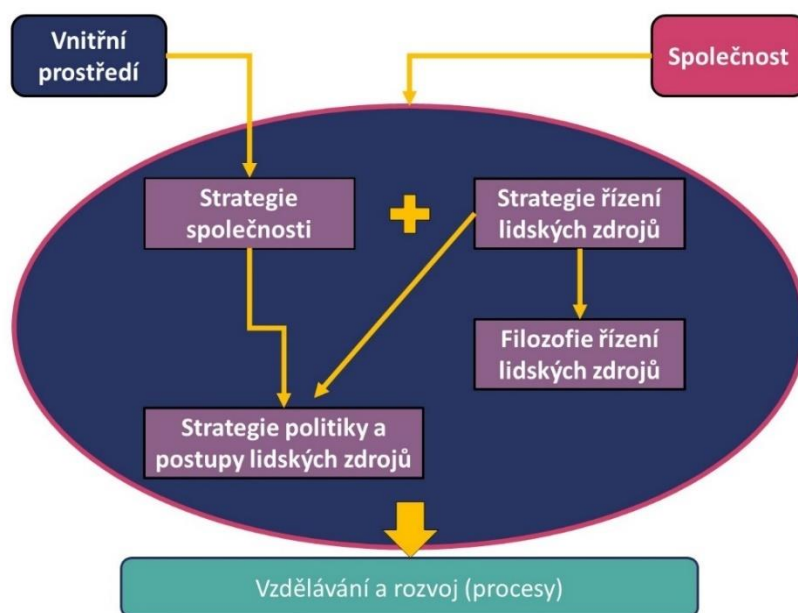 Vnitřní
prostředí
Společnost
Strategie
společnosti
Strategie řízení
lidských zdrojů
Filozofie řízení
lidských zdrojů
Strategie politiky a
postupy lidských zdrojů
Vzdělávání a rozvoj (procesy)